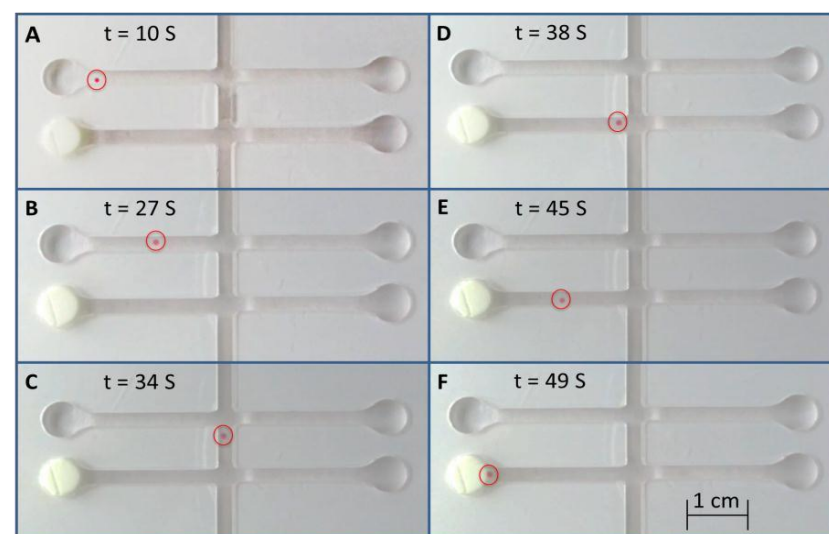 A t = 10 S
B t = 27 S
C t = 34 S
D t = 38 S
E t = 45 S
F t = 49 S
1 cm